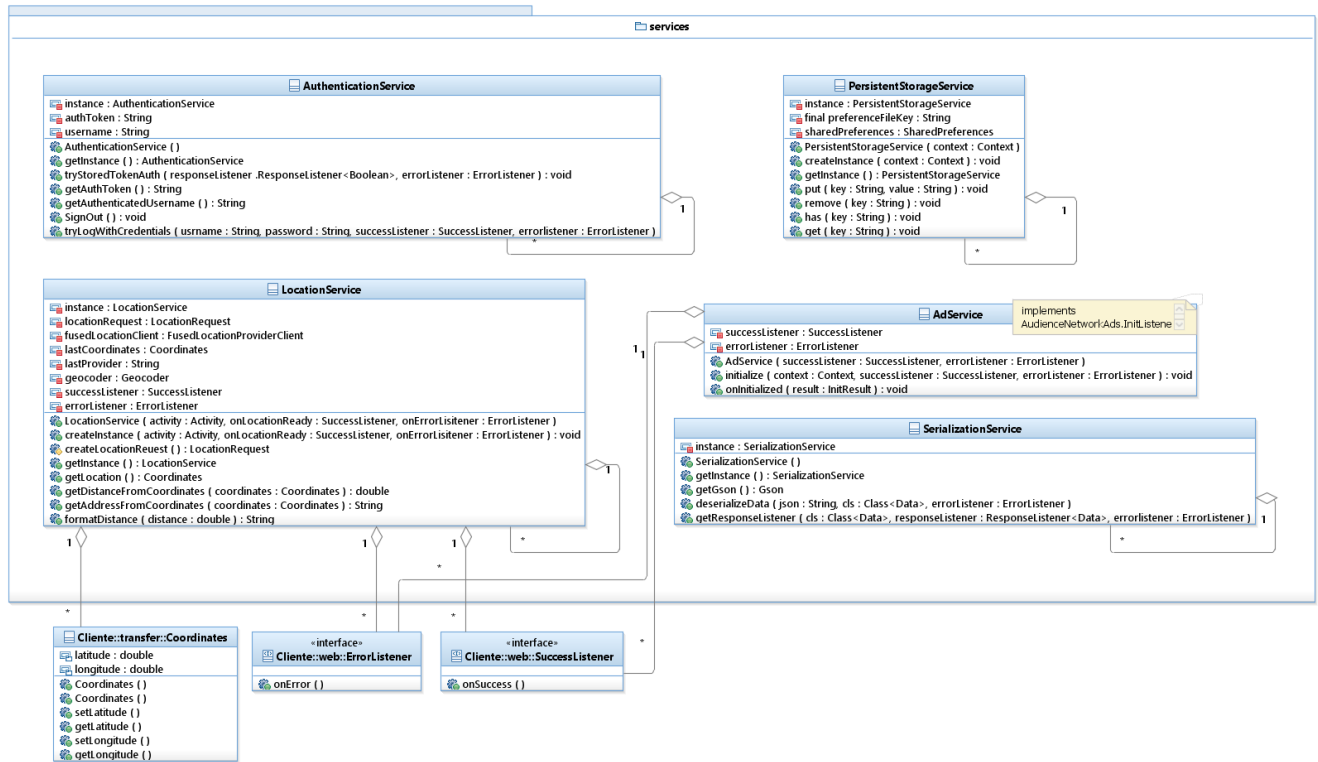 services
AuthenticationService
instance : AuthenticationService
authToken : String
username : String
AuthenticationService ( )
getInstance ( ) : AuthenticationService
tryStoredTokenAuth ( responseListener .ResponseListener<Boolean>, errorListener : ErrorListener ) : void
getAuthToken ( ) : String
getAuthenticatedUsername ( ) : String
SignOut ( ) : void
tryLogWithCredentials ( usrname : String, password : String, successListener : SuccessListener, errorlistener : ErrorListener )
1
*
PersistentStorageService
instance : PersistentStorageService
final preferenceFileKey : String
sharedPreferences : SharedPreferences
PersistentStorageService ( context : Context )
createInstance ( context : Context ) : void
getInstance ( ) : PersistentStorageService
put ( key : String, value : String ) : void
remove ( key : String ) : void
has ( key : String ) : void
get ( key : String ) : void
1
*
LocationService
instance : LocationService
locationRequest : LocationRequest
fusedLocationClient : FusedLocationProviderClient
lastCoordinates : Coordinates
lastProvider : String
geocoder : Geocoder
successListener : SuccessListener
errorListener : ErrorListener
LocationService ( activity : Activity, onLocationReady : SuccessListener, onErrorLisitener : ErrorListener )
createInstance ( activity : Activity, onLocationReady : SuccessListener, onErrorLisitener : ErrorListener ) : void
createLocationReuest ( ) : LocationRequest
getInstance ( ) : LocationService
getLocation ( ) : Coordinates
getDistanceFromCoordinates ( coordinates : Coordinates ) : double
getAddressFromCoordinates ( coordinates : Coordinates ) : String
formatDistance ( distance : double ) : String
1
*
1
1
AdService
implements
AudienceNetworkAds.InitListene
successListener : SuccessListener
errorListener : ErrorListener
AdService ( successListener : SuccessListener, errorListener : ErrorListener )
initialize ( context : Context, successListener : SuccessListener, errorListener : ErrorListener ) : void
onInitialized ( result : InitResult ) : void
SerializationService
instance : SerializationService
SerializationService ( )
getInstance ( ) : SerializationService
getGson ( ) : Gson
deserializeData ( json : String, cls : Class<Data>, errorListener : ErrorListener )
getResponseListener ( cls : Class<Data>, responseListener : ResponseListener<Data>, errorlistener : ErrorListener )
1
*
1
1
1
*
*
*
*
*
Cliente::transfer::Coordinates
latitude : double
longitude : double
Coordinates ( )
Coordinates ( )
setLatitude ( )
getLatitude ( )
setLongitude ( )
getLongitude ( )
«interface»
Cliente::web::ErrorListener
onError ( )
«interface»
Cliente::web::SuccessListener
onSuccess ( )